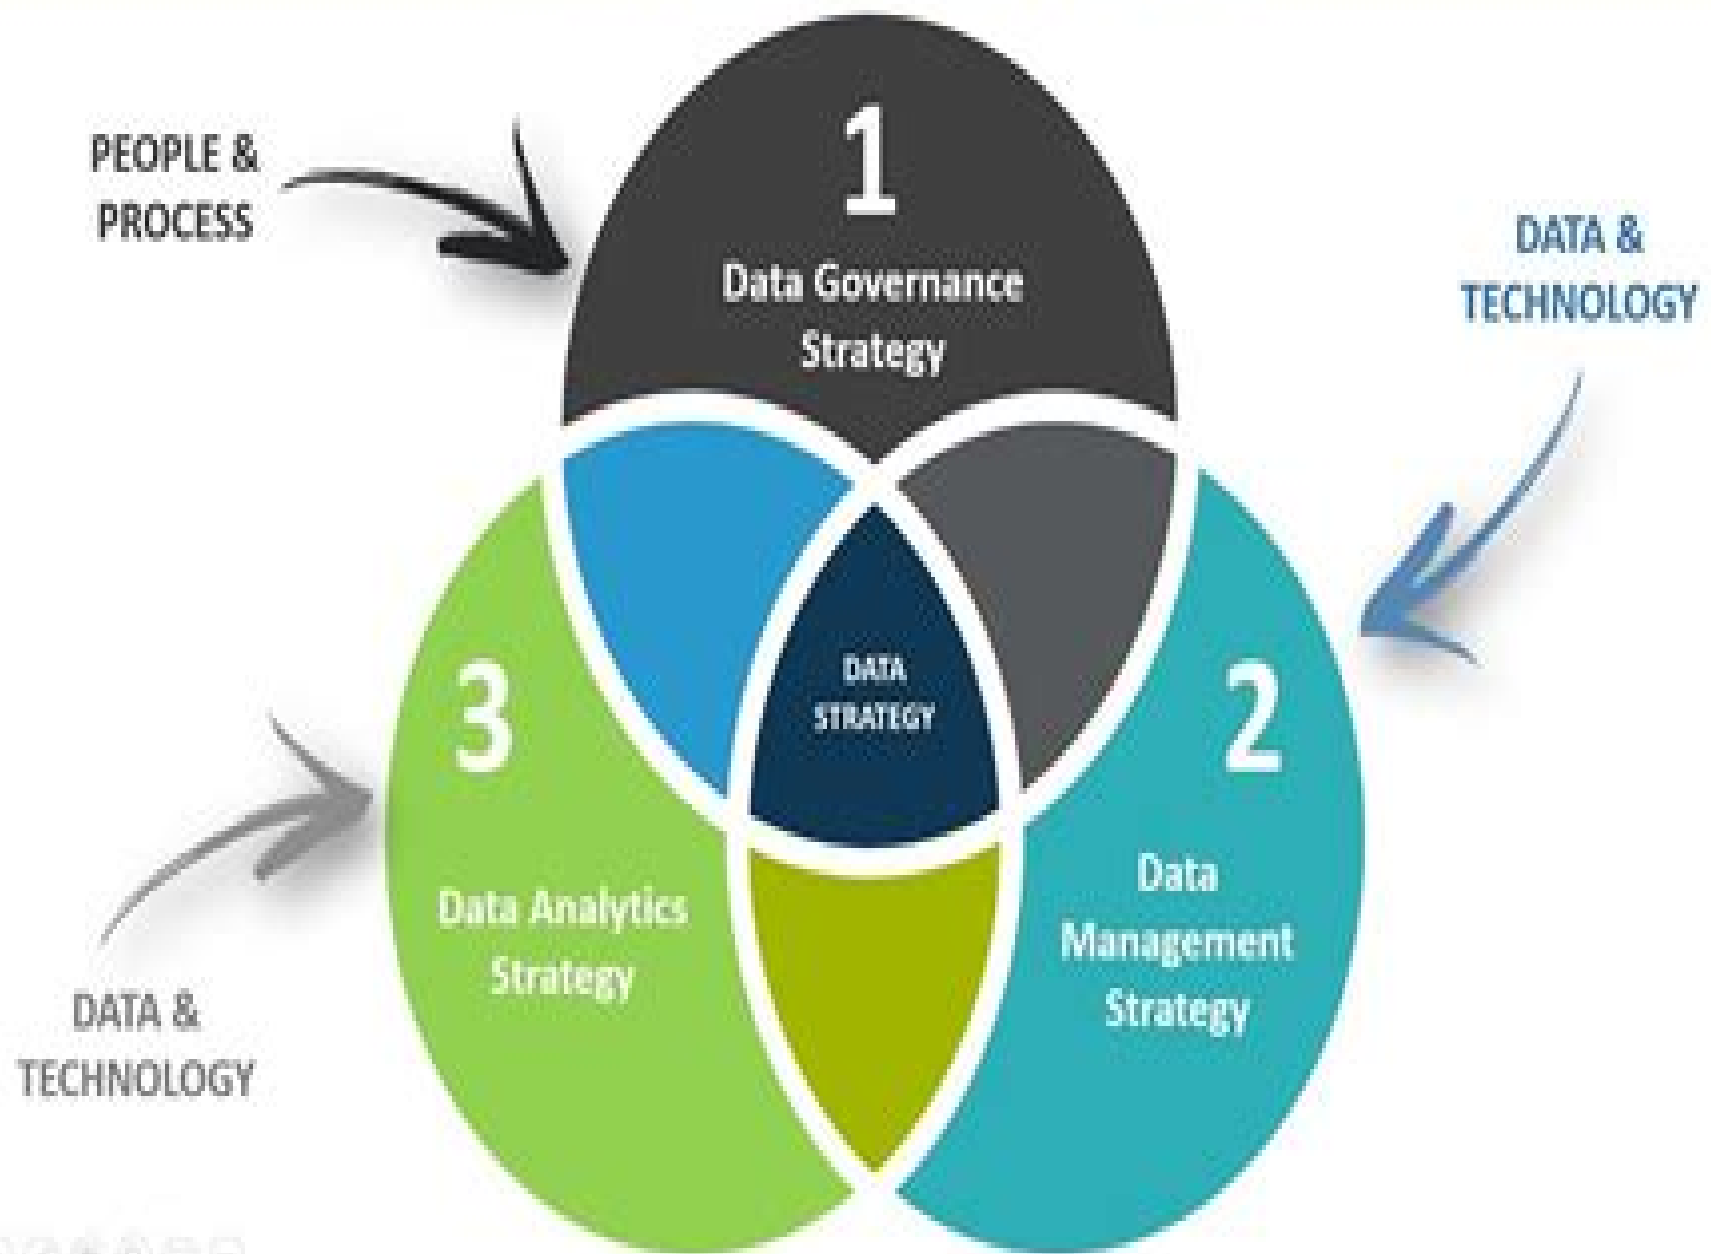 PEOPLE &
PROCESS
1
Data Governance
Strategy
DATA &
TECHNOLOGY
DATA
STRATEGY
3
Data Analytics
Strategy
2
Data
Management
Strategy
DATA &
TECHNOLOGY